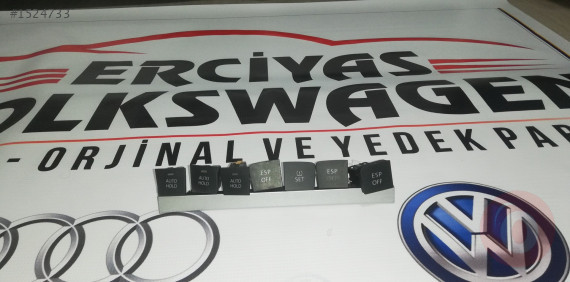 #1524733
ERCİYAS
OLKSWAGEN
- ORJİNAL VE YEDEK PAR
AUTO HOLD
AUTO HOLD
AUTO HOLD
ESP OFF
SET
ESP
ESP OFF